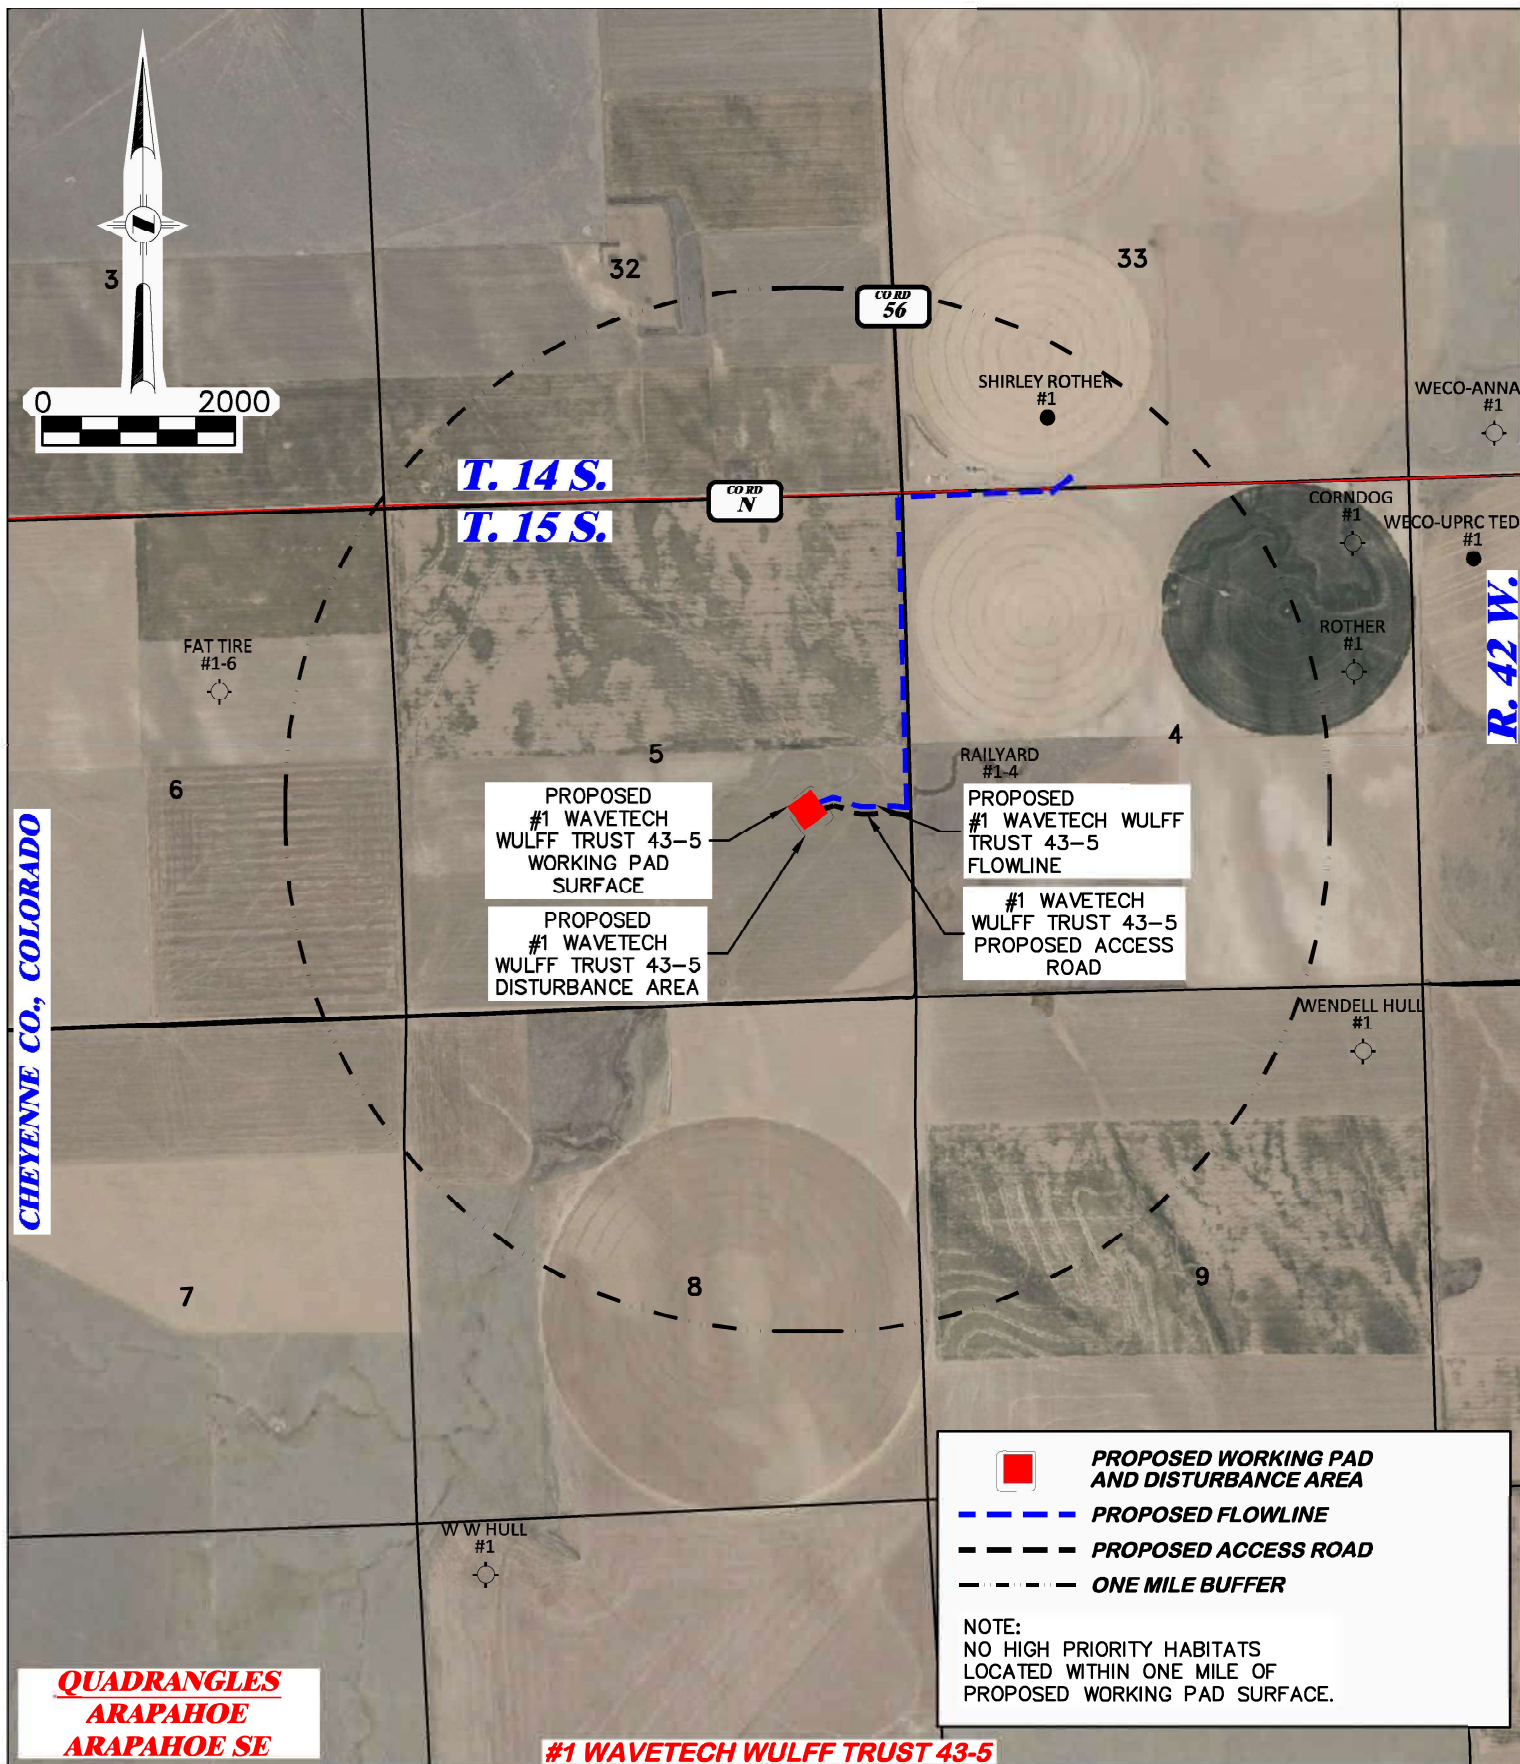 3
32
33
CO RD
56
0 2000
SHIRLEY ROTHER
#1
WECO-ANNA
#1
T. 14 S.
CO RD
N
T. 15 S.
CORNDOG
#1
WECO-UPRC TED
#1
R. 42 W.
FAT TIRE
#1-6
ROTHER
#1
5
4
6
RAILYARD
#1-4
PROPOSED
#1 WAVETECH
WULFF TRUST 43-5
WORKING PAD
SURFACE
PROPOSED
#1 WAVETECH WULFF
TRUST 43-5
FLOWLINE
PROPOSED
#1 WAVETECH
WULFF TRUST 43-5
DISTURBANCE AREA
#1 WAVETECH
WULFF TRUST 43-5
PROPOSED ACCESS
ROAD
CHEYENNE CO., COLORADO
WENDELL HULL
#1
7
8
9
W W HULL
#1
PROPOSED WORKING PAD
AND DISTURBANCE AREA
PROPOSED FLOWLINE
PROPOSED ACCESS ROAD
ONE MILE BUFFER
NOTE:
NO HIGH PRIORITY HABITATS
LOCATED WITHIN ONE MILE OF
PROPOSED WORKING PAD SURFACE.
QUADRANGLES
ARAPAHOE
ARAPAHOE SE
#1 WAVETECH WULFF TRUST 43-5